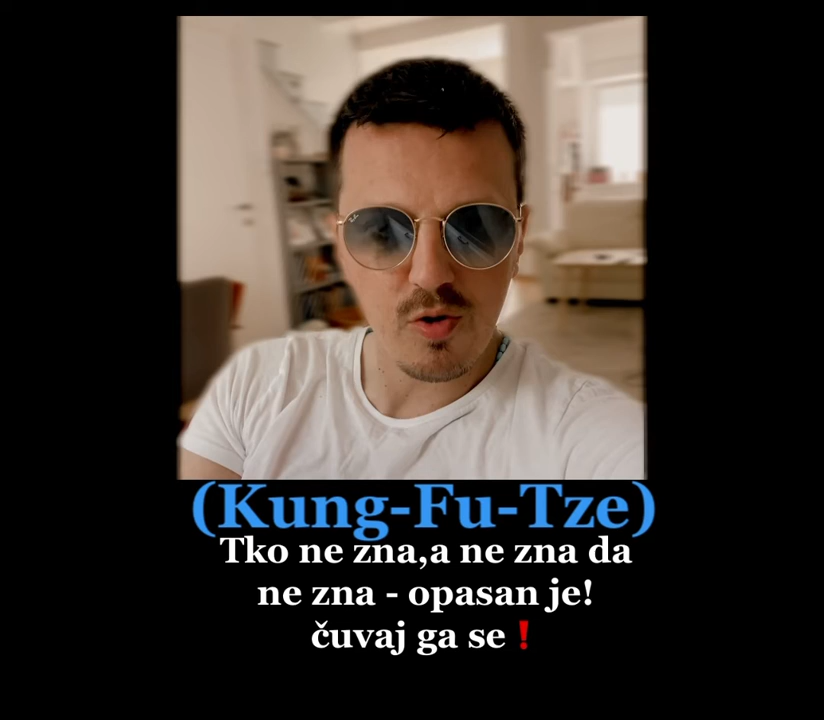 (Kung-Fu-Tze)
Tko ne zna,a ne zna da
ne zna - opasan je!
čuvaj ga se❗